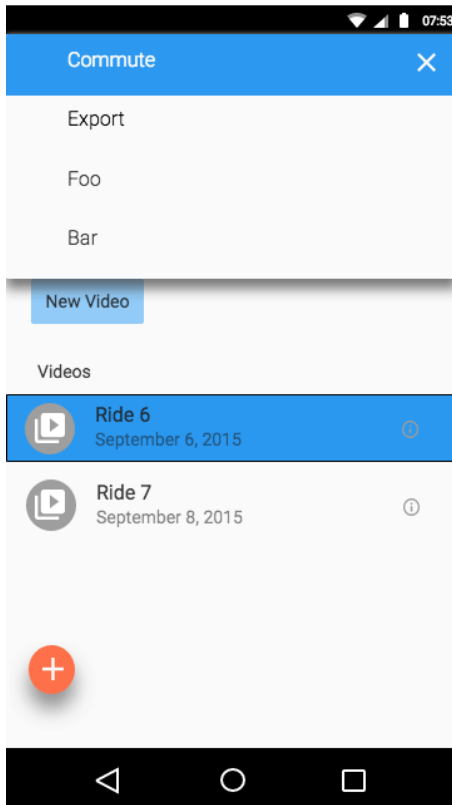 07:53
Commute
Export
Foo
Bar
New Video
Videos
Ride 6
September 6, 2015
Ride 7
September 8, 2015